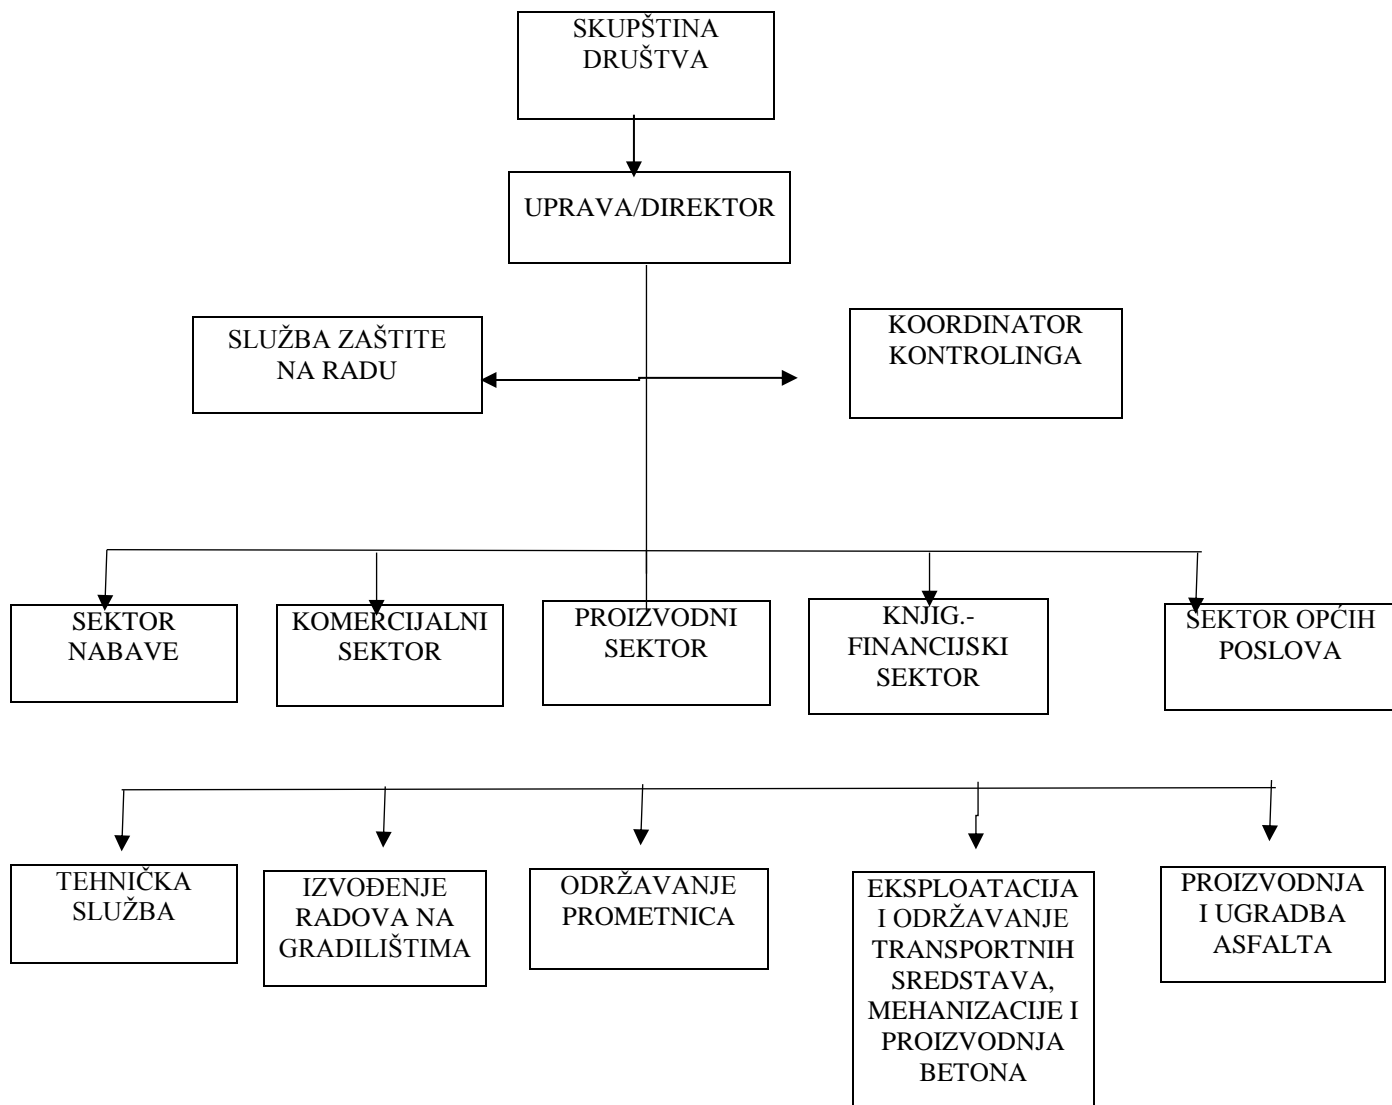 SKUPŠTINA
DRUŠTVA
UPRAVA/DIREKTOR
SLUŽBA ZAŠTITE
NA RADU
KOORDINATOR
KONTROLINGA
SEKTOR
NABAVE
KOMERCIJALNI
SEKTOR
PROIZVODNI
SEKTOR
KNJIG.-
FINANCIJSKI
SEKTOR
SEKTOR OPĆIH
POSLOVA
TEHNIČKA
SLUŽBA
IZVOĐENJE
RADOVA NA
GRADILIŠTIMA
ODRŽAVANJE
PROMETNICA
EKSPLOATACIJA
I ODRŽAVANJE
TRANSPORTNIH
SREDSTAVA,
MEHANIZACIJE I
PROIZVODNJA
BETONA
PROIZVODNJA
I UGRADBA
ASFALTA